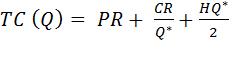 TC (Q) = PR + CR/Q* + HQ*/2